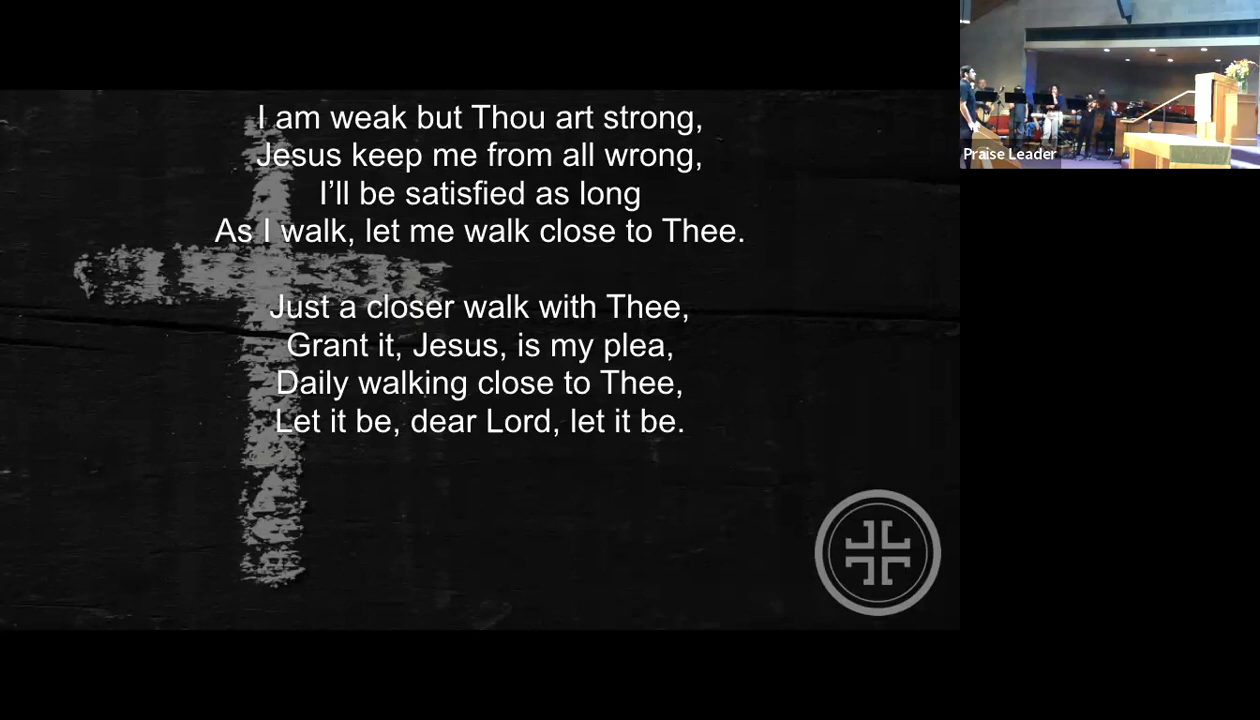 I am weak but Thou art strong,
Jesus keep me from all wrong,
I’ll be satisfied as long
As I walk, let me walk close to Thee.
Just a closer walk with Thee,
Grant it, Jesus, is my plea,
Daily walking close to Thee,
Let it be, dear Lord, let it be.
Praise Leader